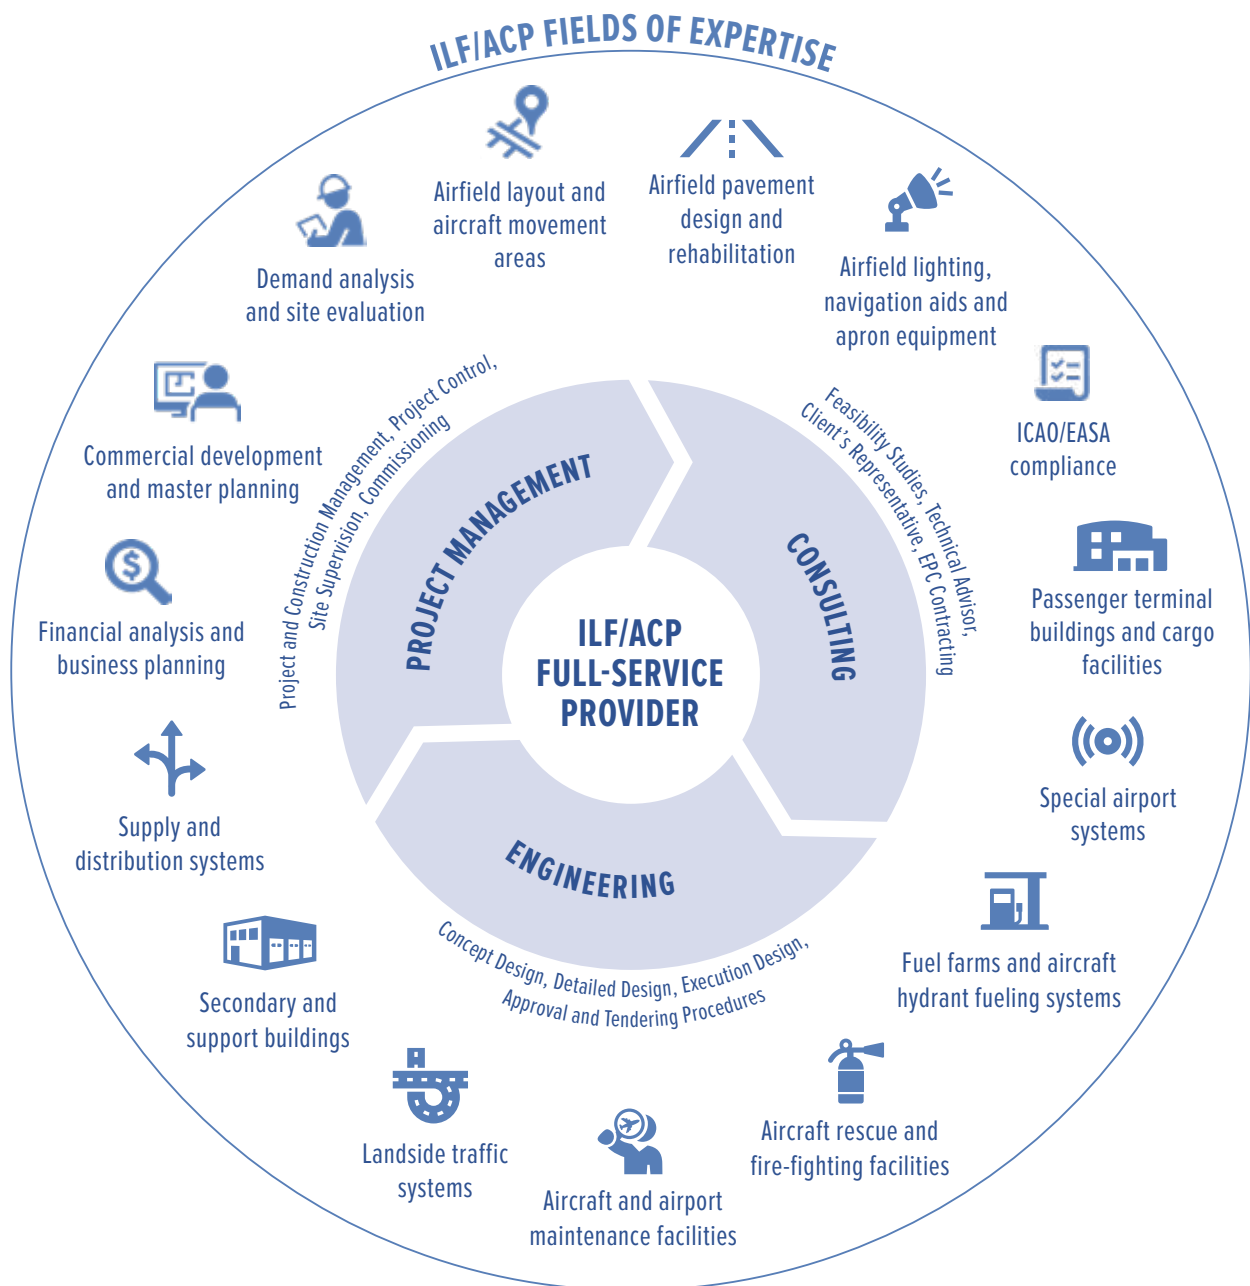 ILF/ACP FIELDS OF EXPERTISE
Airfield layout and
aircraft movement
areas
Airfield pavement
design and
rehabilitation
Airfield lighting,
navigation aids and
apron equipment
ICAO/EASA
compliance
Passenger terminal
buildings and cargo
facilities
Special airport
systems
Fuel farms and aircraft
hydrant fueling systems
Aircraft rescue and
fire-fighting facilities
Aircraft and airport
maintenance facilities
Landside traffic
systems
Secondary and
support buildings
Supply and
distribution systems
$
Financial analysis and
business planning
Commercial development
and master planning
Demand analysis
and site evaluation
Project and Construction Management, Project Control,
Site Supervision, Commissioning
PROJECT MANAGEMENT
Feasibility Studies, Technical Advisor,
Client's Representative, EPC Contracting
CONSULTING
ILF/ACP
FULL-SERVICE
PROVIDER
ENGINEERING
Concept Design, Detailed Design, Execution Design,
Approval and Tendering Procedures